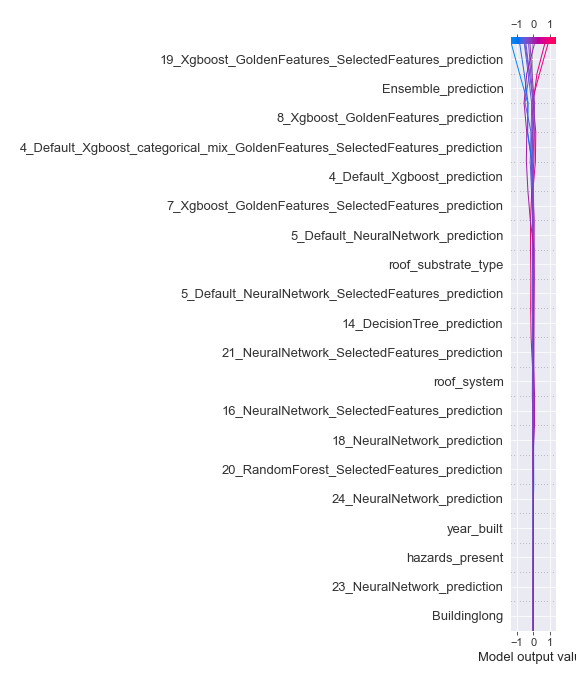 −1 0 1
19_Xgboost_GoldenFeatures_SelectedFeatures_prediction
Ensemble_prediction
8_Xgboost_GoldenFeatures_prediction
4_Default_Xgboost_categorical_mix_GoldenFeatures_SelectedFeatures_prediction
4_Default_Xgboost_prediction
7_Xgboost_GoldenFeatures_SelectedFeatures_prediction
5_Default_NeuralNetwork_prediction
roof_substrate_type
5_Default_NeuralNetwork_SelectedFeatures_prediction
14_DecisionTree_prediction
21_NeuralNetwork_SelectedFeatures_prediction
roof_system
16_NeuralNetwork_SelectedFeatures_prediction
18_NeuralNetwork_prediction
20_RandomForest_SelectedFeatures_prediction
24_NeuralNetwork_prediction
year_built
hazards_present
23_NeuralNetwork_prediction
Buildinglong
−1 0 1
Model output valu